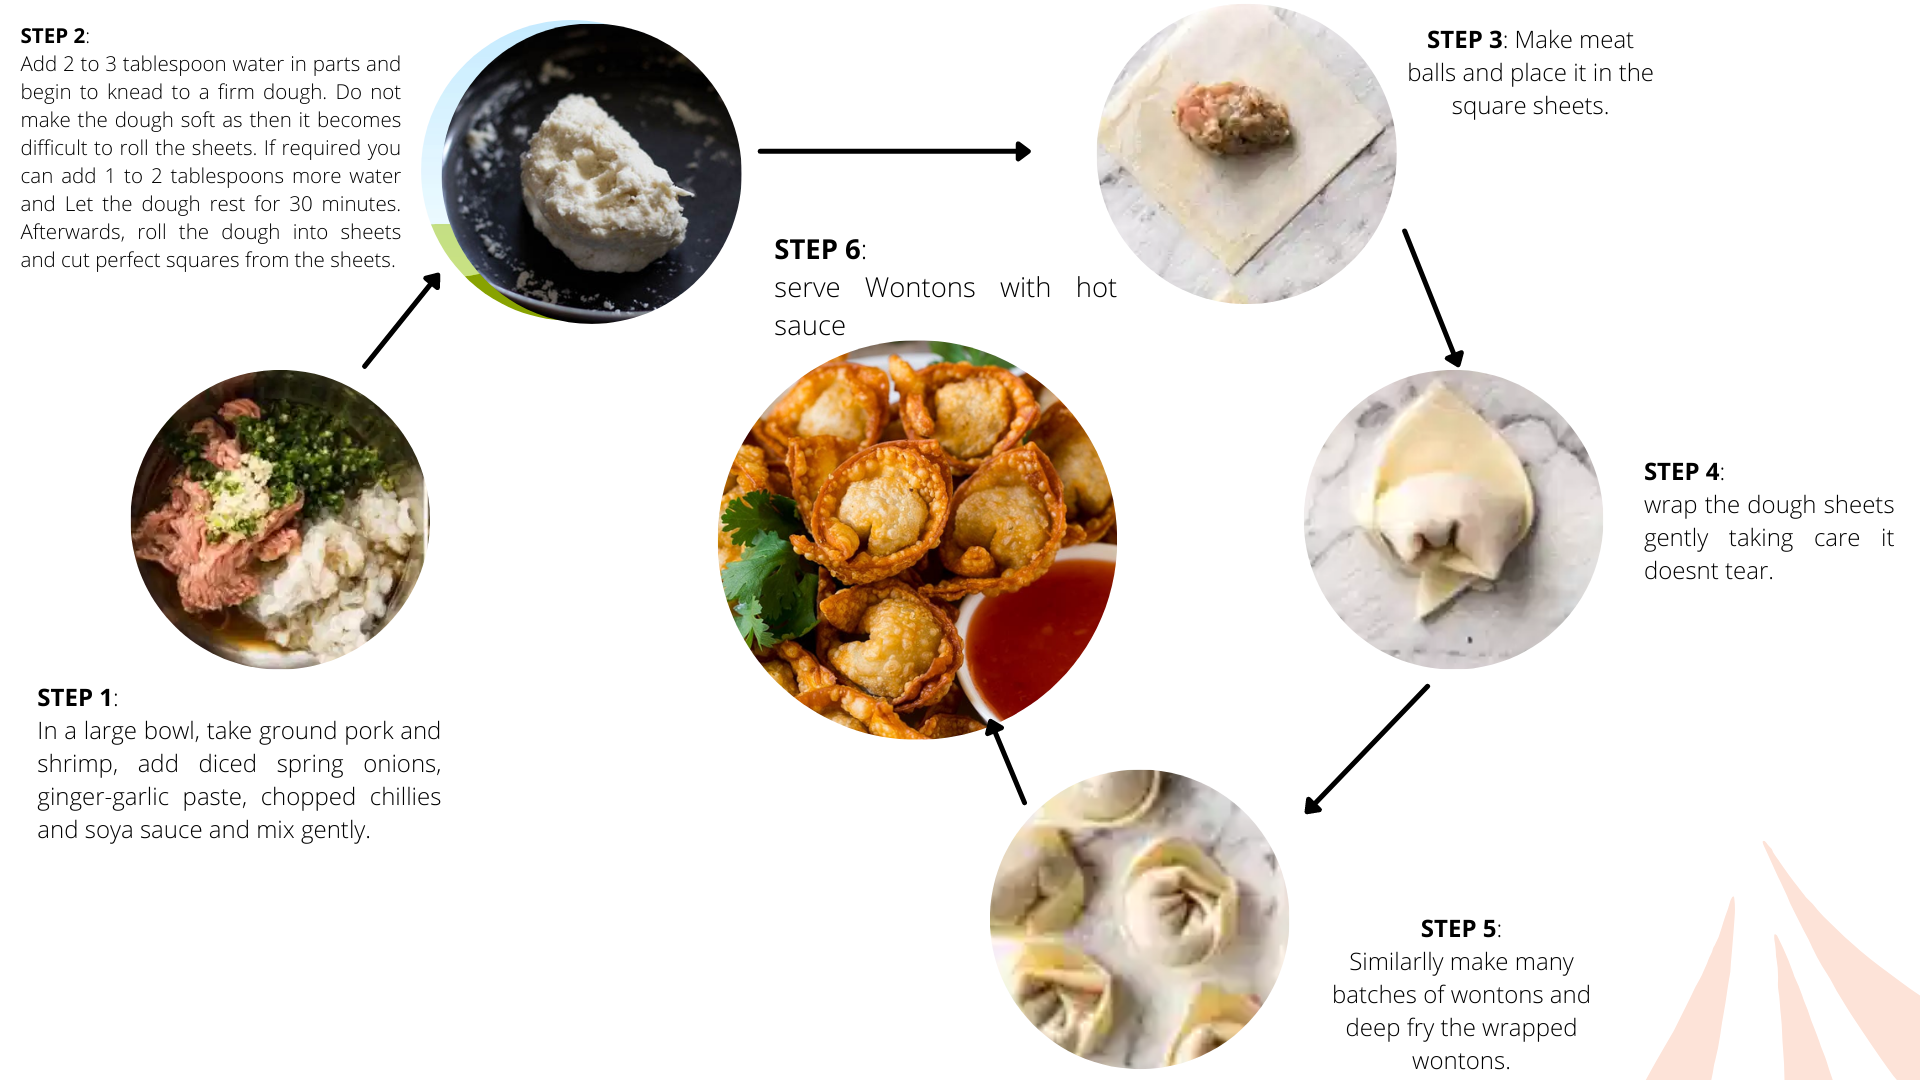 STEP 1:
In a large bowl, take ground pork and
shrimp, add diced spring onions,
ginger-garlic paste, chopped chillies
and soya sauce and mix gently.
STEP 2:
Add 2 to 3 tablespoon water in parts and
begin to knead to a firm dough. Do not
make the dough soft as then it becomes
difficult to roll the sheets. If required you
can add 1 to 2 tablespoons more water
and Let the dough rest for 30 minutes.
Afterwards, roll the dough into sheets
and cut perfect squares from the sheets.
STEP 3: Make meat
balls and place it in the
square sheets.
STEP 4:
wrap the dough sheets
gently taking care it
doesnt tear.
STEP 5:
Similarlly make many
batches of wontons and
deep fry the wrapped
wontons.
STEP 6:
serve Wontons with hot
sauce